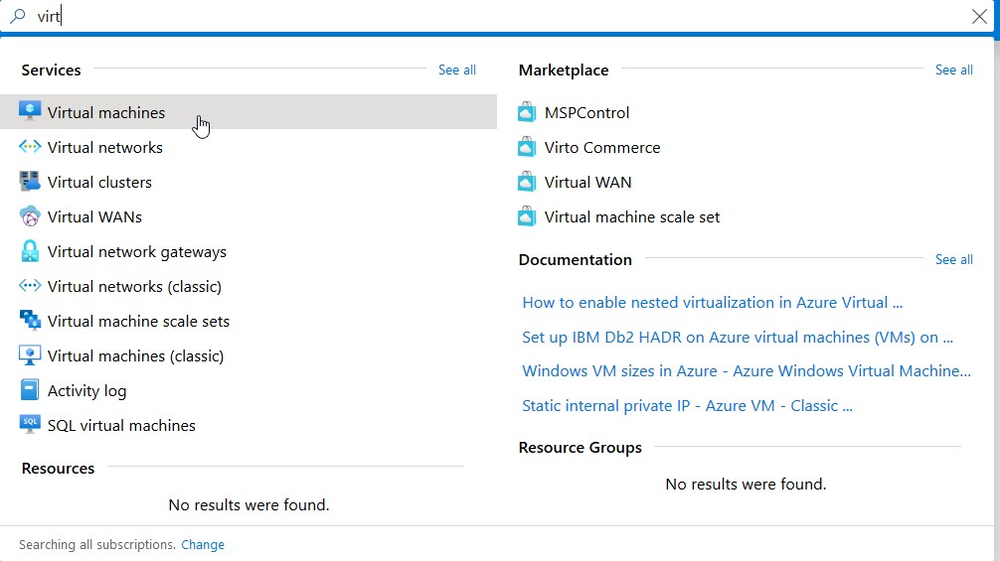 virt
Services
See all
Virtual machines
Virtual networks
Virtual clusters
Virtual WANs
Virtual network gateways
Virtual networks (classic)
Virtual machine scale sets
Virtual machines (classic)
Activity log
SQL
SQL virtual machines
Resources
No results were found.
Marketplace
See all
MSPControl
Virto Commerce
Virtual WAN
Virtual machine scale set
Documentation
See all
How to enable nested virtualization in Azure Virtual ...
Set up IBM Db2 HADR on Azure virtual machines (VMs) on ...
Windows VM sizes in Azure - Azure Windows Virtual Machine...
Static internal private IP - Azure VM - Classic ...
Resource Groups
No results were found.
Searching all subscriptions. Change